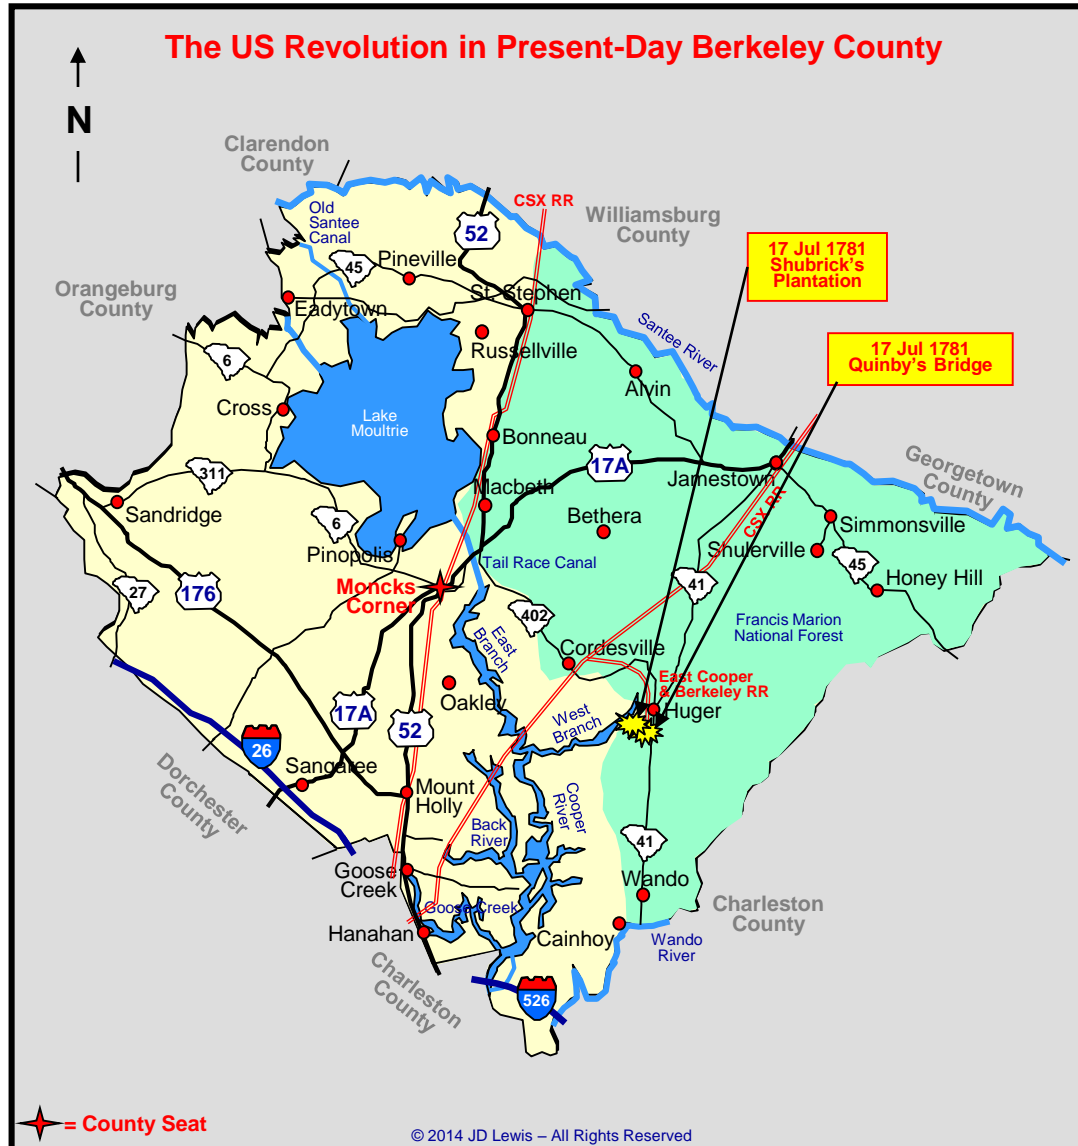 The US Revolution in Present-Day Berkeley County
N
Clarendon
County
CSX RR
Williamsburg
County
Old
Santee
Canal
52
17 Jul 1781
Shubrick's
Plantation
45
Pineville
Orangeburg
County
Eadytown
St. Stephen
Santee River
Russellville
17 Jul 1781
Quinby's Bridge
6
Alvin
Cross
Lake
Moultrie
Bonneau
17A
Jamestown
Georgetown
County
311
Macbeth
CSX RR
Sandridge
6
Bethera
Simmonsville
Pinopolis
Shulerville
Tail Race Canal
45
Honey Hill
Moncks
Corner
176
27
41
402
Francis Marion
National Forest
East
Branch
Cordesville
East Cooper
& Berkeley RR
Oakley
17A
52
West
Branch
Huger
26
Sangaree
Dorchester
County
Mount
Holly
Cooper
River
Back
River
41
Goose
Creek
Wando
Goose Creek
Charleston
County
Hanahan
Cainhoy
Wando
River
Charleston
County
526
= County Seat
© 2014 JD Lewis – All Rights Reserved